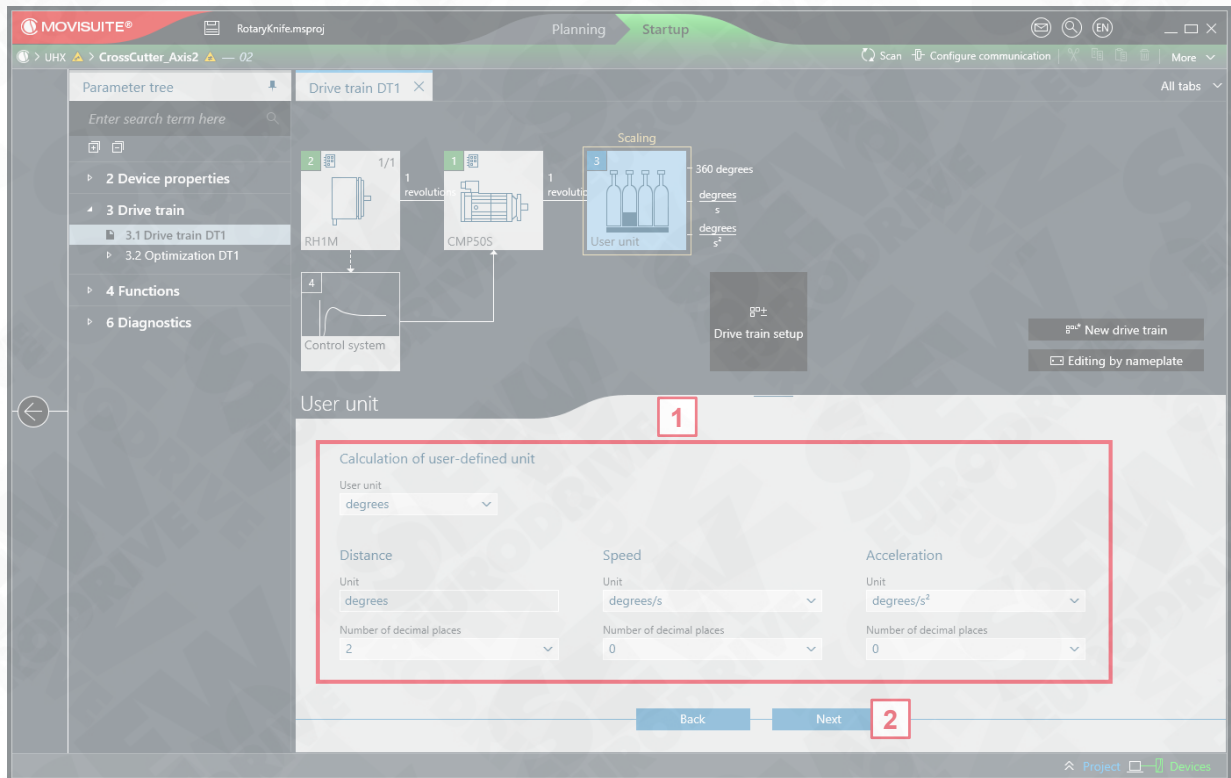 MOVISUITE® RotaryKnife.msproj Planning Startup EN
> UHX > CrossCutter_Axis2 — 02 Scan Configure communication More
Parameter tree
Drive train DT1
All tabs
Enter search term here
2 Device properties
3 Drive train
3.1 Drive train DT1
3.2 Optimization DT1
4 Functions
6 Diagnostics
Scaling
2 1/1
RH1M
1
revolutions
1
CMP50S
1
revolutio
3
User unit
360 degrees
degrees
s
degrees
s²
4
Control system
Drive train setup
New drive train
Editing by nameplate
User unit
1
Calculation of user-defined unit
User unit
degrees
Distance Speed Acceleration
Unit Unit Unit
degrees degrees/s degrees/s²
Number of decimal places Number of decimal places Number of decimal places
2 0 0
Back Next 2
Project Devices